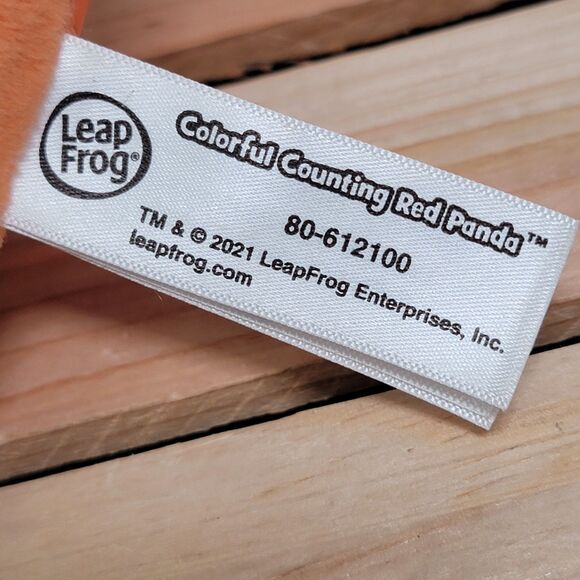 Leap
Frog®
Colorful Counting Red Panda™
80-612100
TM & © 2021 LeapFrog Enterprises, Inc.
leapfrog.com